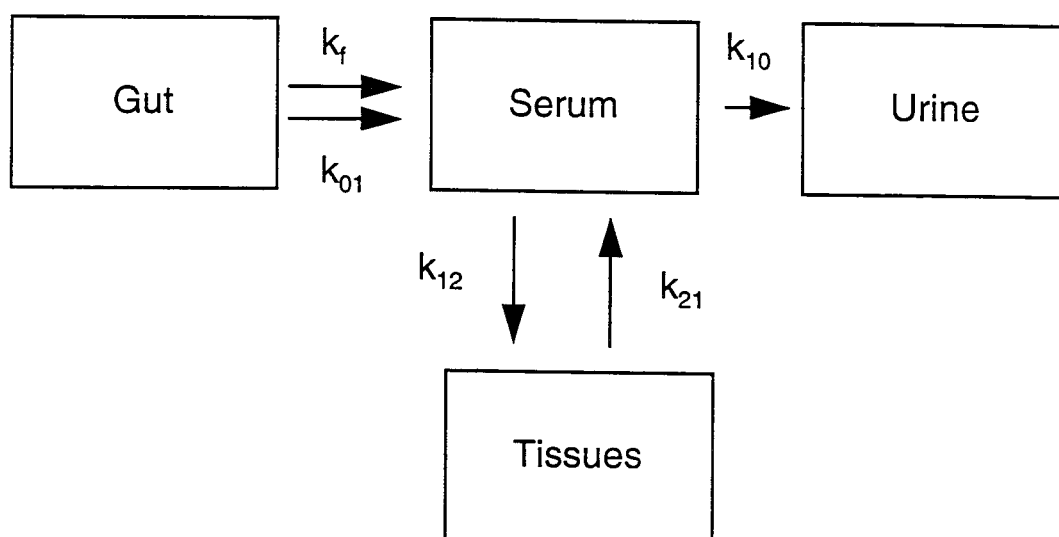 Gut
k_f
k_01
Serum
k_10
Urine
k_12
k_21
Tissues